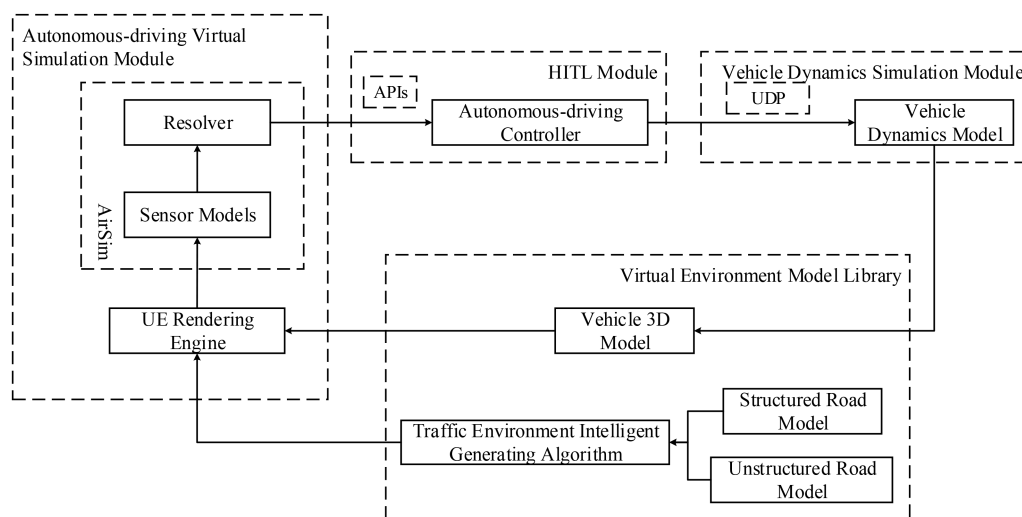 Autonomous-driving Virtual
Simulation Module
Resolver
Sensor Models
AirSim
UE Rendering
Engine
HITL Module
APIs
Autonomous-driving
Controller
Vehicle Dynamics Simulation Module
UDP
Vehicle
Dynamics Model
Virtual Environment Model Library
Vehicle 3D
Model
Structured Road
Model
Traffic Environment Intelligent
Generating Algorithm
Unstructured Road
Model